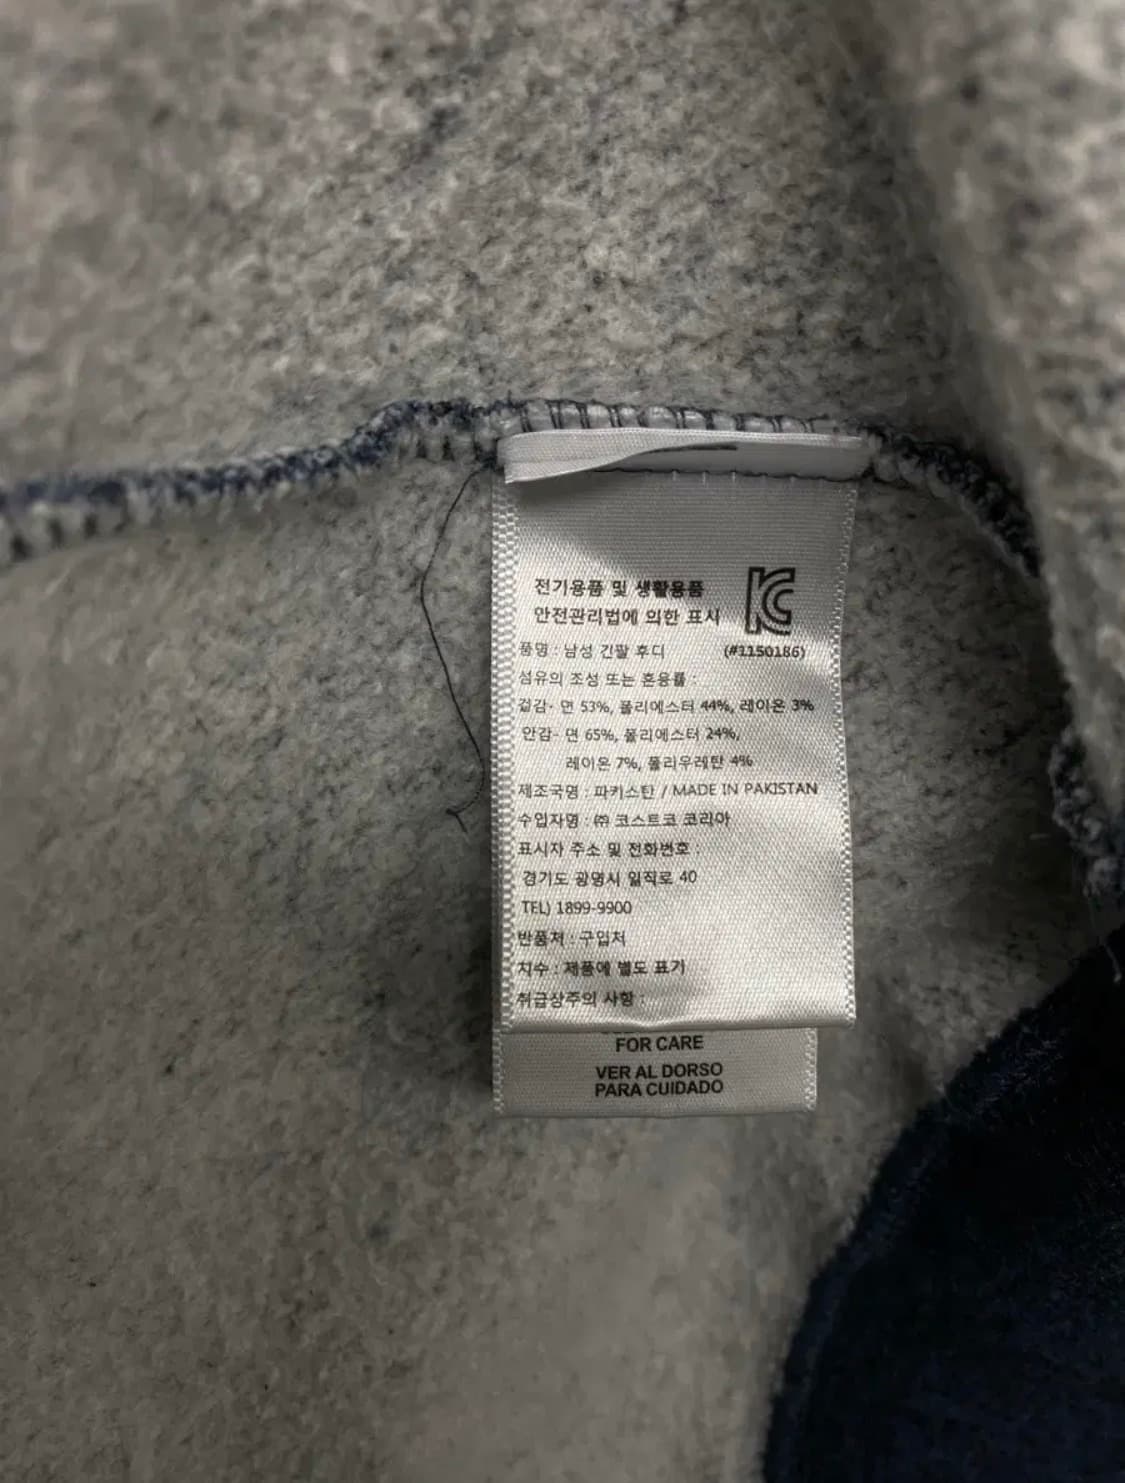 전기용품 및 생활용품
안전관리법에 의한 표시
KC
품명 : 남성 긴팔 후디 (#1150186)
섬유의 조성 또는 혼용률 :
겉감- 면 53%, 폴리에스터 44%, 레이온 3%
안감- 면 65%, 폴리에스터 24%,
레이온 7%, 폴리우레탄 4%
제조국명 : 파키스탄 / MADE IN PAKISTAN
수입자명 : ㈜ 코스트코 코리아
표시자 주소 및 전화번호 :
경기도 광명시 일직로 40
TEL) 1899-9900
반품처 : 구입처
치수 : 제품에 별도 표기
취급상주의 사항 :
FOR CARE
VER AL DORSO
PARA CUIDADO